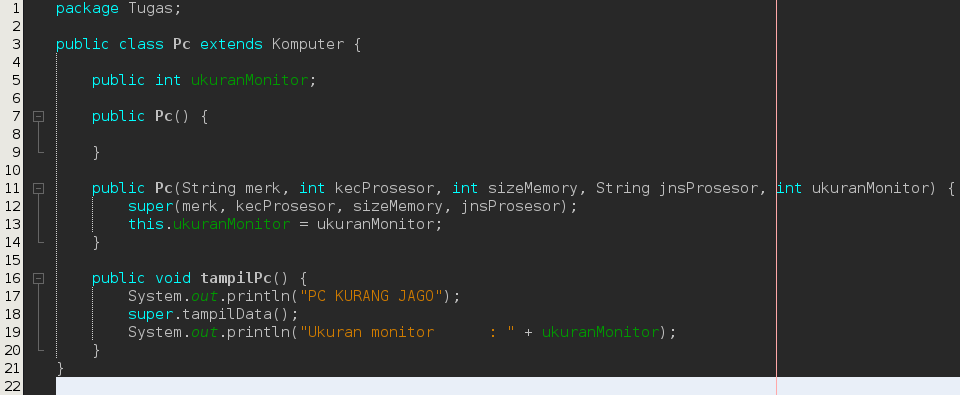 1 package Tugas;
2
3 public class Pc extends Komputer {
4
5     public int ukuranMonitor;
6
7     public Pc() {
8
9     }
10
11     public Pc(String merk, int kecProsesor, int sizeMemory, String jnsProsesor, int ukuranMonitor) {
12         super(merk, kecProsesor, sizeMemory, jnsProsesor);
13         this.ukuranMonitor = ukuranMonitor;
14     }
15
16     public void tampilPc() {
17         System.out.println("PC KURANG JAGO");
18         super.tampilData();
19         System.out.println("Ukuran monitor      : " + ukuranMonitor);
20     }
21 }
22